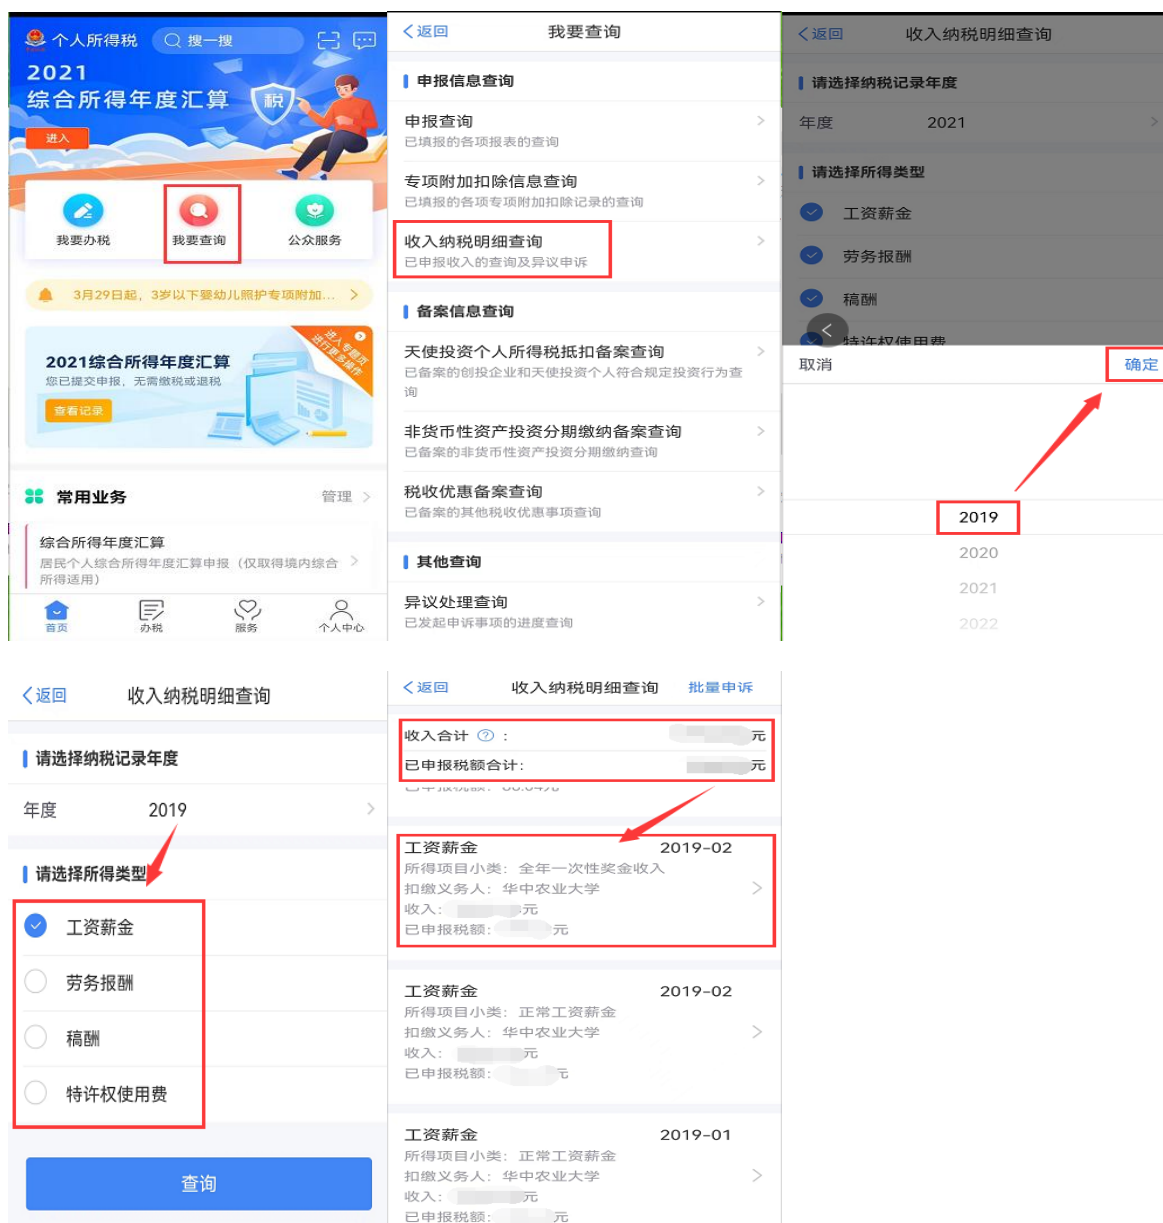 个人所得税
搜一搜
2021
综合所得年度汇算
税
进入
我要办税
我要查询
公众服务
3月29日起，3岁以下婴幼儿照护专项附加...
进入专题页
进行更多操作
2021综合所得年度汇算
您已提交申报，无需缴税或退税
查看记录
常用业务
管理
综合所得年度汇算
居民个人综合所得年度汇算申报（仅取得境内综合
所得适用）
首页
办税
服务
个人中心
返回
我要查询
申报信息查询
申报查询
已填报的各项报表的查询
专项附加扣除信息查询
已填报的各项专项附加扣除记录的查询
收入纳税明细查询
已申报收入的查询及异议申诉
备案信息查询
天使投资个人所得税抵扣备案查询
已备案的创投企业和天使投资个人符合规定投资行为查
询
非货币性资产投资分期缴纳备案查询
已备案的非货币性资产投资分期缴纳查询
税收优惠备案查询
已备案的其他税收优惠事项查询
其他查询
异议处理查询
已发起申诉事项的进度查询
返回
收入纳税明细查询
请选择纳税记录年度
年度
2021
请选择所得类型
工资薪金
劳务报酬
稿酬
特许权使用费
取消
确定
2019
2020
2021
2022
返回
收入纳税明细查询
请选择纳税记录年度
年度
2019
请选择所得类型
工资薪金
劳务报酬
稿酬
特许权使用费
查询
返回
收入纳税明细查询
批量申诉
收入合计 ? ：
元
已申报税额合计：
元
工资薪金
2019-02
所得项目小类：全年一次性奖金收入
扣缴义务人：华中农业大学
收入：
元
已申报税额：
元
工资薪金
2019-02
所得项目小类：正常工资薪金
扣缴义务人：华中农业大学
收入：
元
已申报税额：
元
工资薪金
2019-01
所得项目小类：正常工资薪金
扣缴义务人：华中农业大学
收入：
元
已申报税额：
元